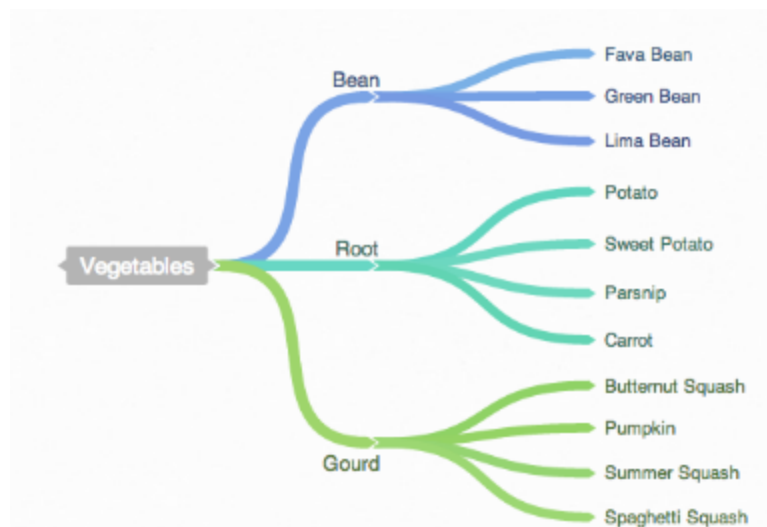 Vegetables
Bean
Fava Bean
Green Bean
Lima Bean
Root
Potato
Sweet Potato
Parsnip
Carrot
Gourd
Butternut Squash
Pumpkin
Summer Squash
Spaghetti Squash